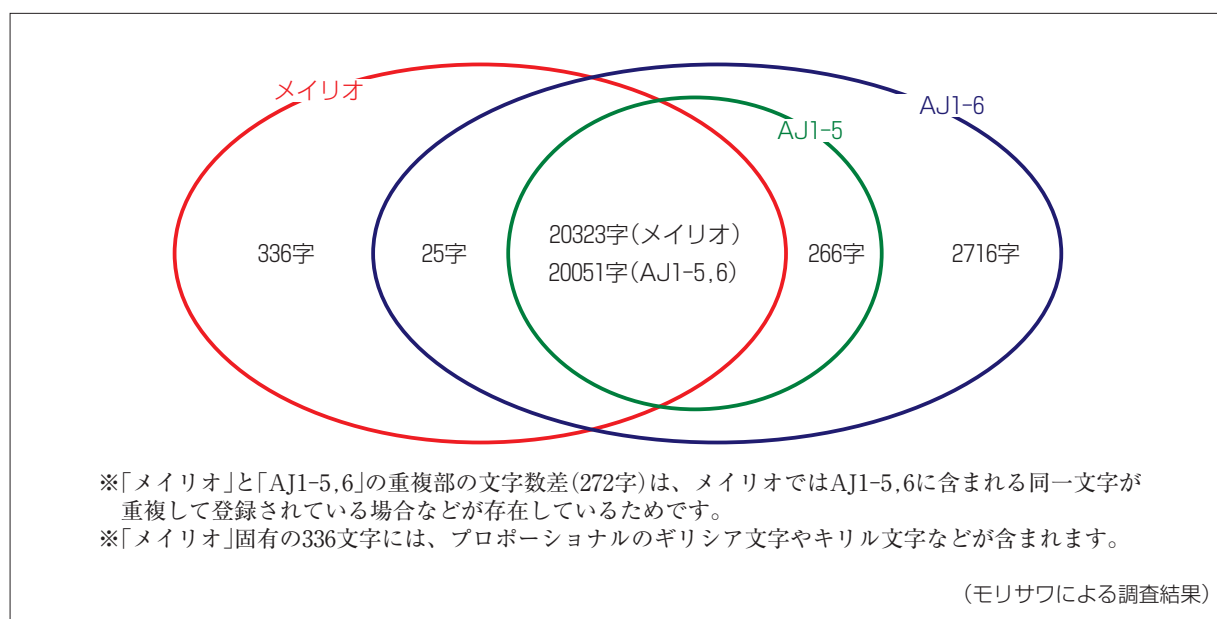 メイリオ
AJ1-6
AJ1-5
336字
25字
20323字(メイリオ)
20051字(AJ1-5,6)
266字
2716字
※「メイリオ」と「AJ1-5,6」の重複部の文字数差(272字)は、メイリオではAJ1-5,6に含まれる同一文字が
重複して登録されている場合などが存在しているためです。
※「メイリオ」固有の336文字には、プロポーショナルのギリシア文字やキリル文字などが含まれます。
(モリサワによる調査結果)